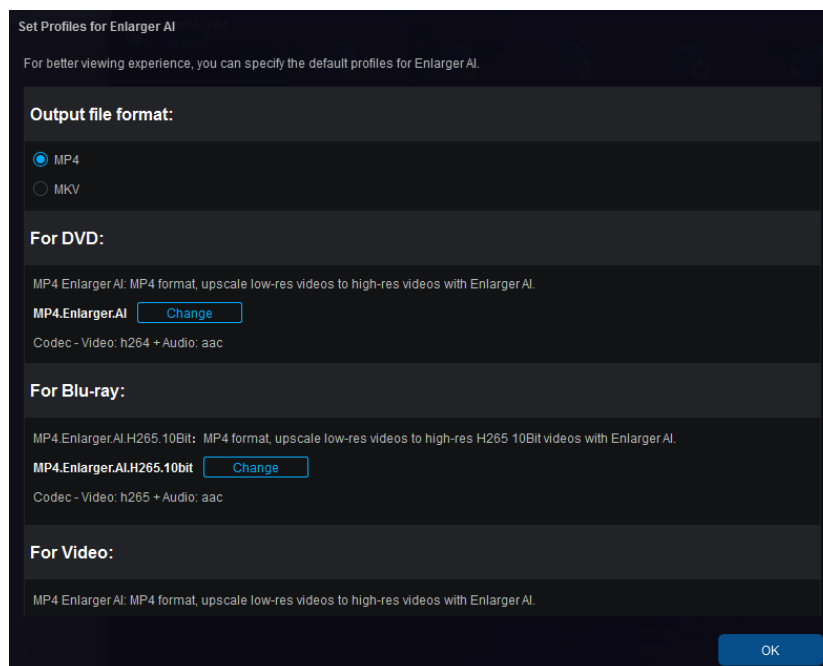 Set Profiles for Enlarger AI
For better viewing experience, you can specify the default profiles for Enlarger AI.
Output file format:
MP4
MKV
For DVD:
MP4 Enlarger AI: MP4 format, upscale low-res videos to high-res videos with Enlarger AI.
MP4.Enlarger.AI Change
Codec - Video: h264 + Audio: aac
For Blu-ray:
MP4.Enlarger.AI.H265.10Bit： MP4 format, upscale low-res videos to high-res H265 10Bit videos with Enlarger AI.
MP4.Enlarger.AI.H265.10bit Change
Codec - Video: h265 + Audio: aac
For Video:
MP4 Enlarger AI: MP4 format, upscale low-res videos to high-res videos with Enlarger AI.
OK